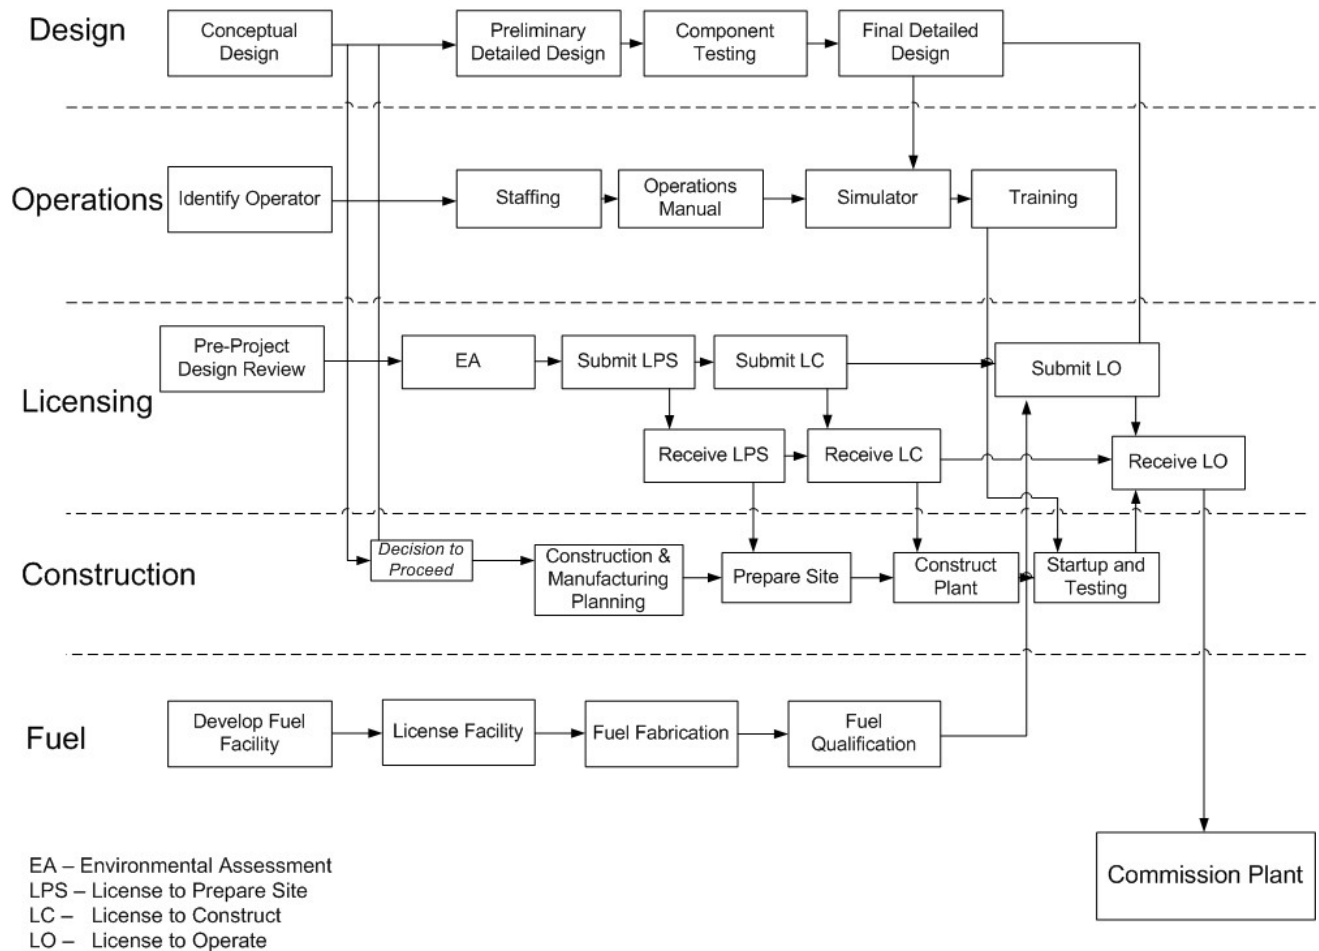 Design
Conceptual
Design
Preliminary
Detailed Design
Component
Testing
Final Detailed
Design
Operations
Identify Operator
Staffing
Operations
Manual
Simulator
Training
Licensing
Pre-Project
Design Review
EA
Submit LPS
Submit LC
Submit LO
Receive LPS
Receive LC
Receive LO
Construction
Decision to
Proceed
Construction &
Manufacturing
Planning
Prepare Site
Construct
Plant
Startup and
Testing
Fuel
Develop Fuel
Facility
License Facility
Fuel Fabrication
Fuel
Qualification
Commission Plant
EA – Environmental Assessment
LPS – License to Prepare Site
LC – License to Construct
LO – License to Operate